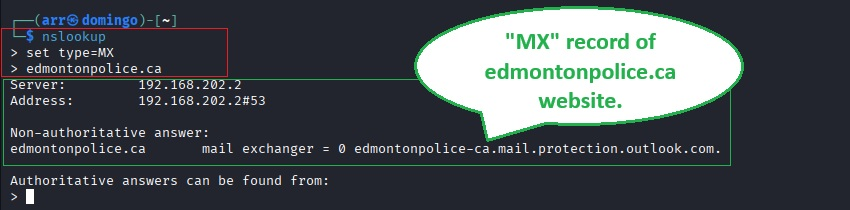 ┌──(arr㉿domingo)-[~]
└─$ nslookup
> set type=MX
> edmontonpolice.ca
Server:         192.168.202.2
Address:        192.168.202.2#53

Non-authoritative answer:
edmontonpolice.ca       mail exchanger = 0 edmontonpolice-ca.mail.protection.outlook.com.

Authoritative answers can be found from:
>
"MX" record of
edmontonpolice.ca
website.